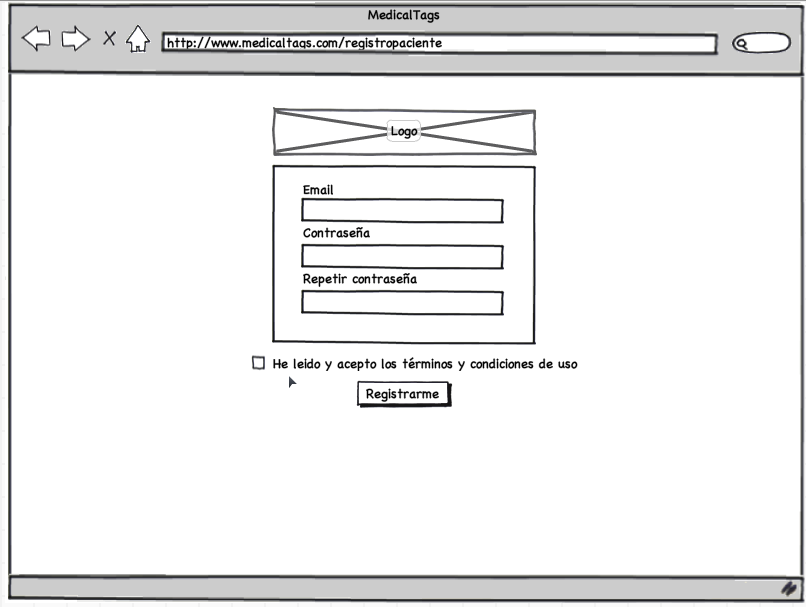 MedicalTags
http://www.medicaltags.com/registropaciente
Logo
Email
Contraseña
Repetir contraseña
He leido y acepto los términos y condiciones de uso
Registrarme